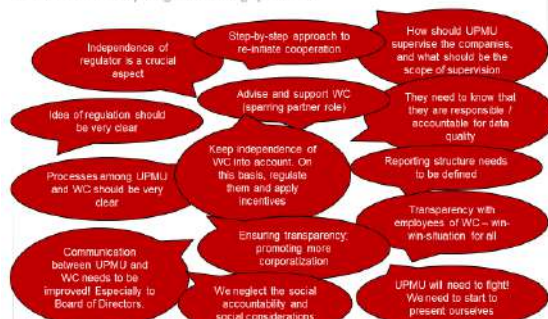 Independence of
regulator is a crucial
aspect
Step-by-step approach to
re-initiate cooperation
How should UPMU
supervise the companies,
and what should be the
scope of supervision
Idea of regulation should
be very clear
Advise and support WC
(sparring partner role)
They need to know that
they are responsible /
accountable for data
quality
Processes among UPMU
and WC should be very
clear
Keep independence of
WC into account. On
this basis, regulate
them and apply
incentives
Reporting structure needs
to be defined
Transparency with
employees of WC – win-
win-situation for all
Communication
between UPMU and
WC needs to be
improved! Especially to
Board of Directors.
Ensuring transparency;
promoting more
corporatization
We neglect the social
accountability and
social considerations
UPMU will need to fight!
We need to start to
present ourselves